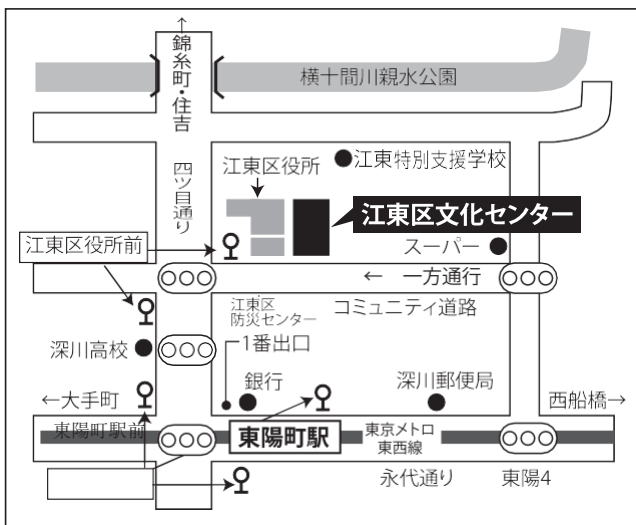 ↑錦糸町・住吉
横十間川親水公園
四ツ目通り
江東区役所
江東特別支援学校
江東区文化センター
江東区役所前
スーパー
← 一方通行
江東区
防災センター
コミュニティ道路
深川高校
1番出口
←大手町
銀行
深川郵便局
西船橋→
東陽町駅前
東陽町駅
東京メトロ
東西線
永代通り
東陽4